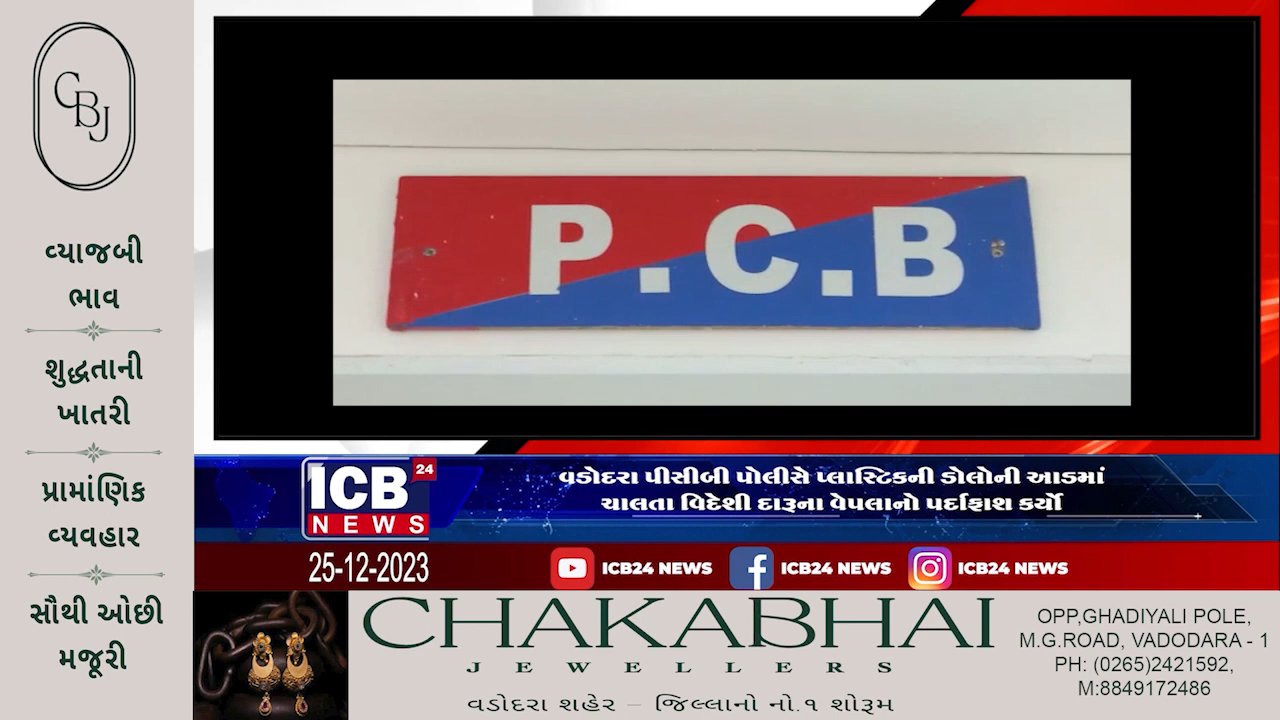 CBJ
વ્યાજબી
ભાવ
શુદ્ધતાની
ખાતરી
પ્રામાંણિક
વ્યવહાર
સૌથી ઓછી
મજૂરી
P.C.B
ICB 24
NEWS
વડોદરા પીસીબી પોલીસે પ્લાસ્ટિકની ડોલોની આડમાં
ચાલતા વિદેશી દારૂના વેપલાનો પર્દાફાશ કર્યો
25-12-2023
ICB24 NEWS
ICB24 NEWS
ICB24 NEWS
CHAKABHAI
JEWELLERS
વડોદરા શહેર – જિલ્લાનો નો.૧ શોરૂમ
OPP,GHADIYALI POLE,
M.G.ROAD, VADODARA - 1
PH: (0265)2421592,
M:8849172486